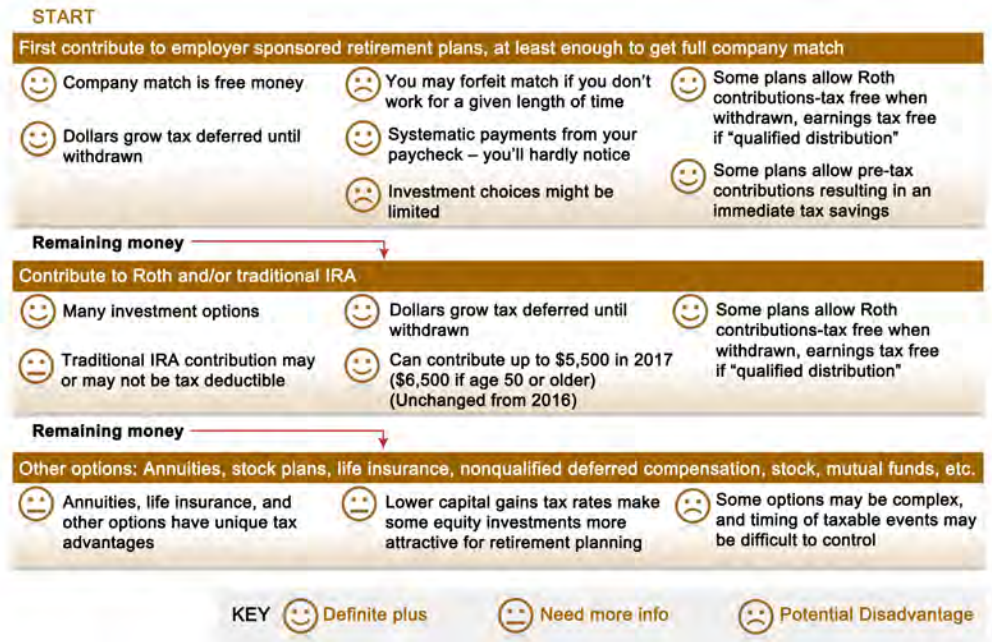 START
First contribute to employer sponsored retirement plans, at least enough to get full company match
Company match is free money
Dollars grow tax deferred until
withdrawn
You may forfeit match if you don't
work for a given length of time
Systematic payments from your
paycheck – you'll hardly notice
Investment choices might be
limited
Some plans allow Roth
contributions-tax free when
withdrawn, earnings tax free
if "qualified distribution"
Some plans allow pre-tax
contributions resulting in an
immediate tax savings
Remaining money
Contribute to Roth and/or traditional IRA
Many investment options
Traditional IRA contribution may
or may not be tax deductible
Dollars grow tax deferred until
withdrawn
Can contribute up to $5,500 in 2017
($6,500 if age 50 or older)
(Unchanged from 2016)
Some plans allow Roth
contributions-tax free when
withdrawn, earnings tax free
if "qualified distribution"
Remaining money
Other options: Annuities, stock plans, life insurance, nonqualified deferred compensation, stock, mutual funds, etc.
Annuities, life insurance, and
other options have unique tax
advantages
Lower capital gains tax rates make
some equity investments more
attractive for retirement planning
Some options may be complex,
and timing of taxable events may
be difficult to control
KEY Definite plus Need more info Potential Disadvantage